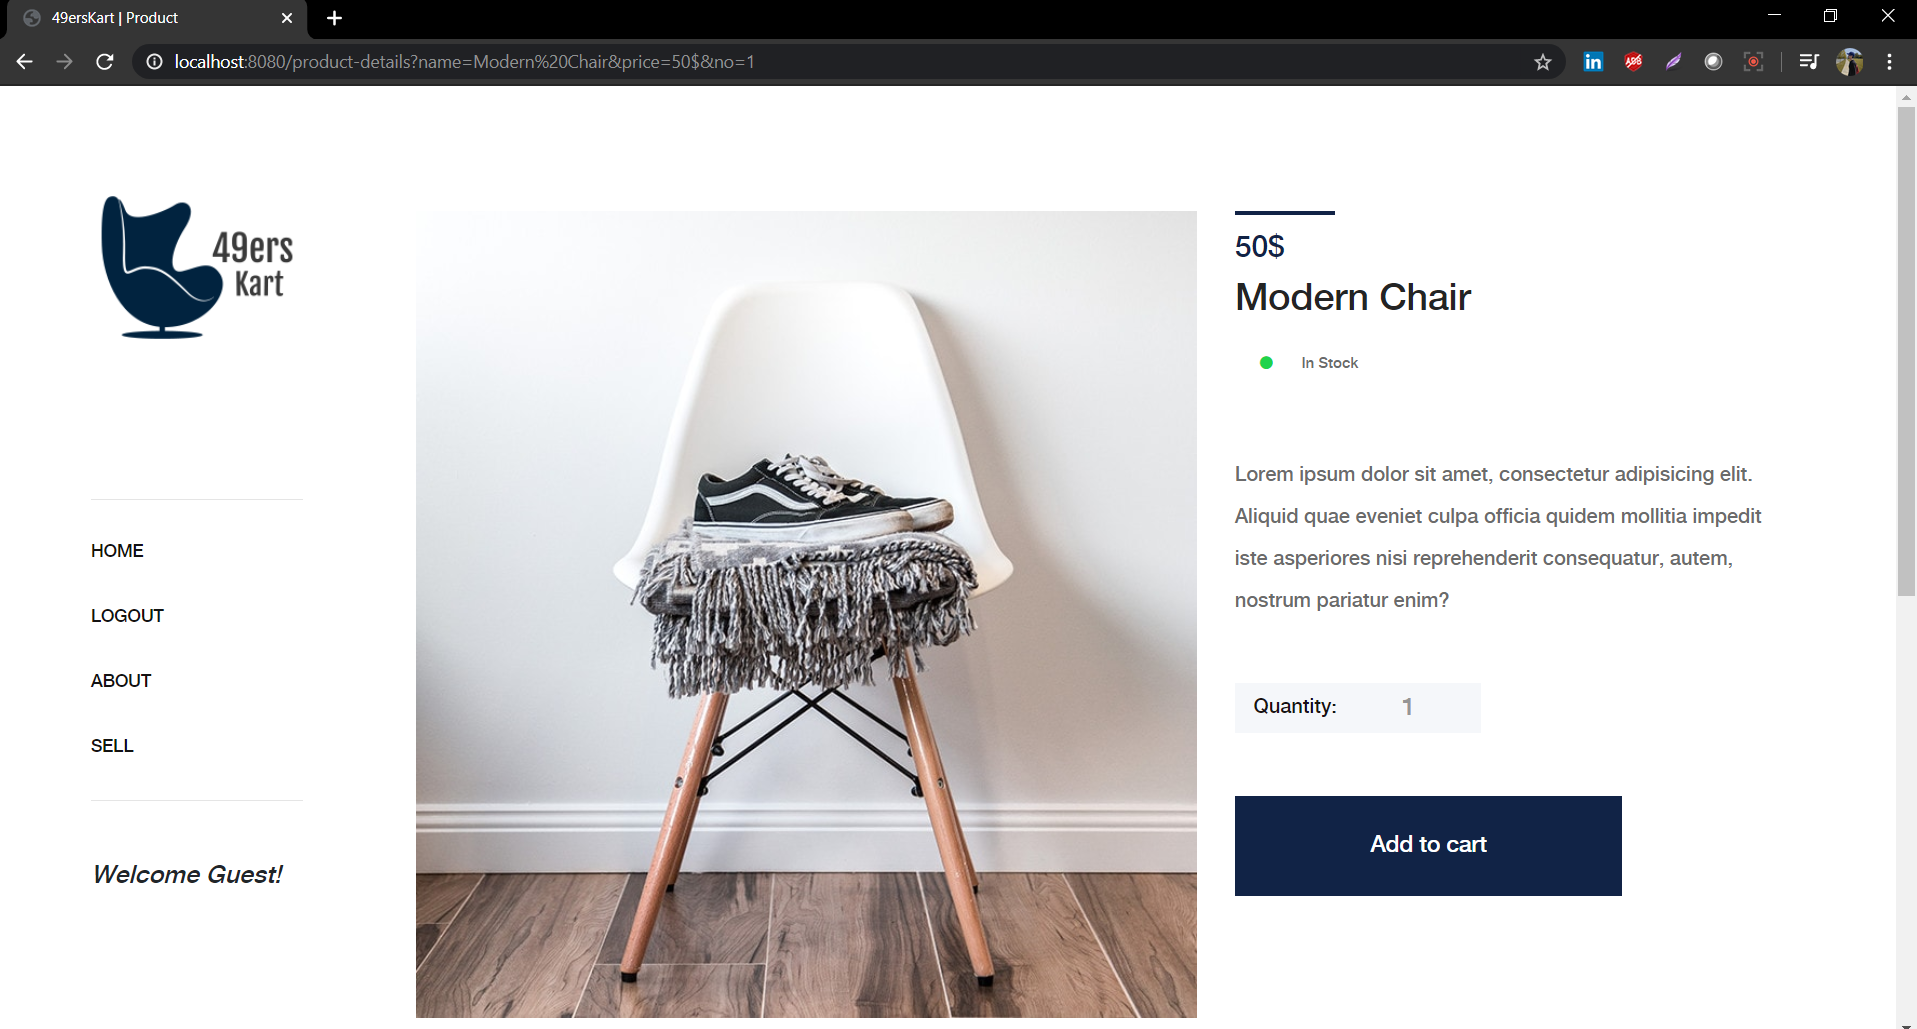 49ersKart | Product
localhost:8080/product-details?name=Modern%20Chair&price=50$&no=1
in
ABP
49ers
Kart
HOME
LOGOUT
ABOUT
SELL
Welcome Guest!
50$
Modern Chair
In Stock
Lorem ipsum dolor sit amet, consectetur adipisicing elit.
Aliquid quae eveniet culpa officia quidem mollitia impedit
iste asperiores nisi reprehenderit consequatur, autem,
nostrum pariatur enim?
Quantity: 1
Add to cart